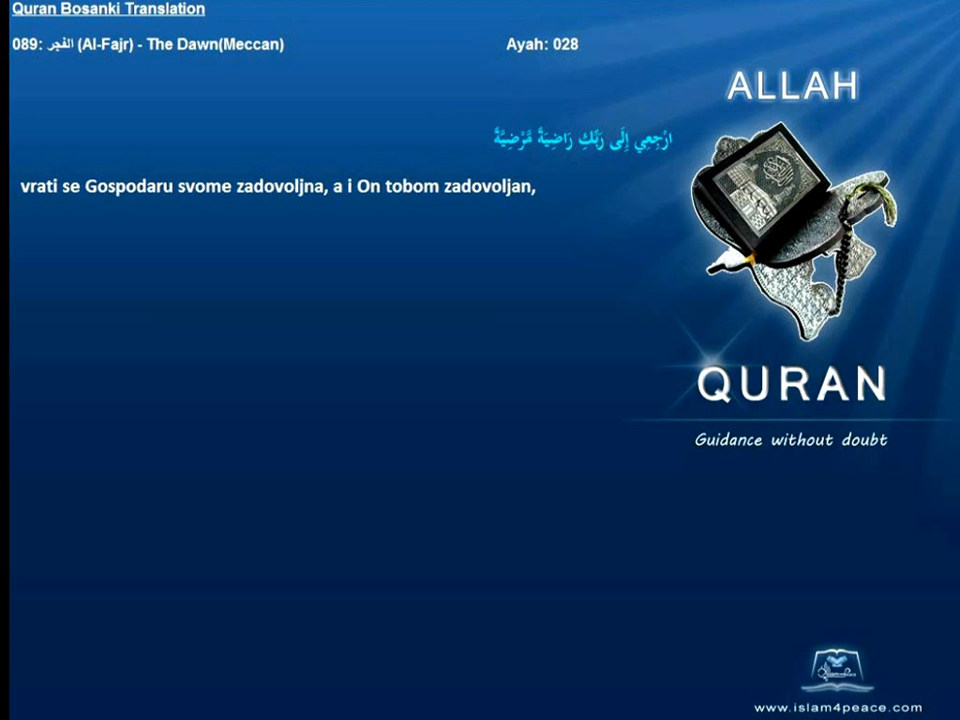 Quran Bosanki Translation
089: الفجر (Al-Fajr) - The Dawn(Meccan) Ayah: 028
ALLAH
ارْجِعِي إِلَى رَبِّكِ رَاضِيَةً مَّرْضِيَّةً
vrati se Gospodaru svome zadovoljna, a i On tobom zadovoljan,
QURAN
Guidance without doubt
www.islam4peace.com